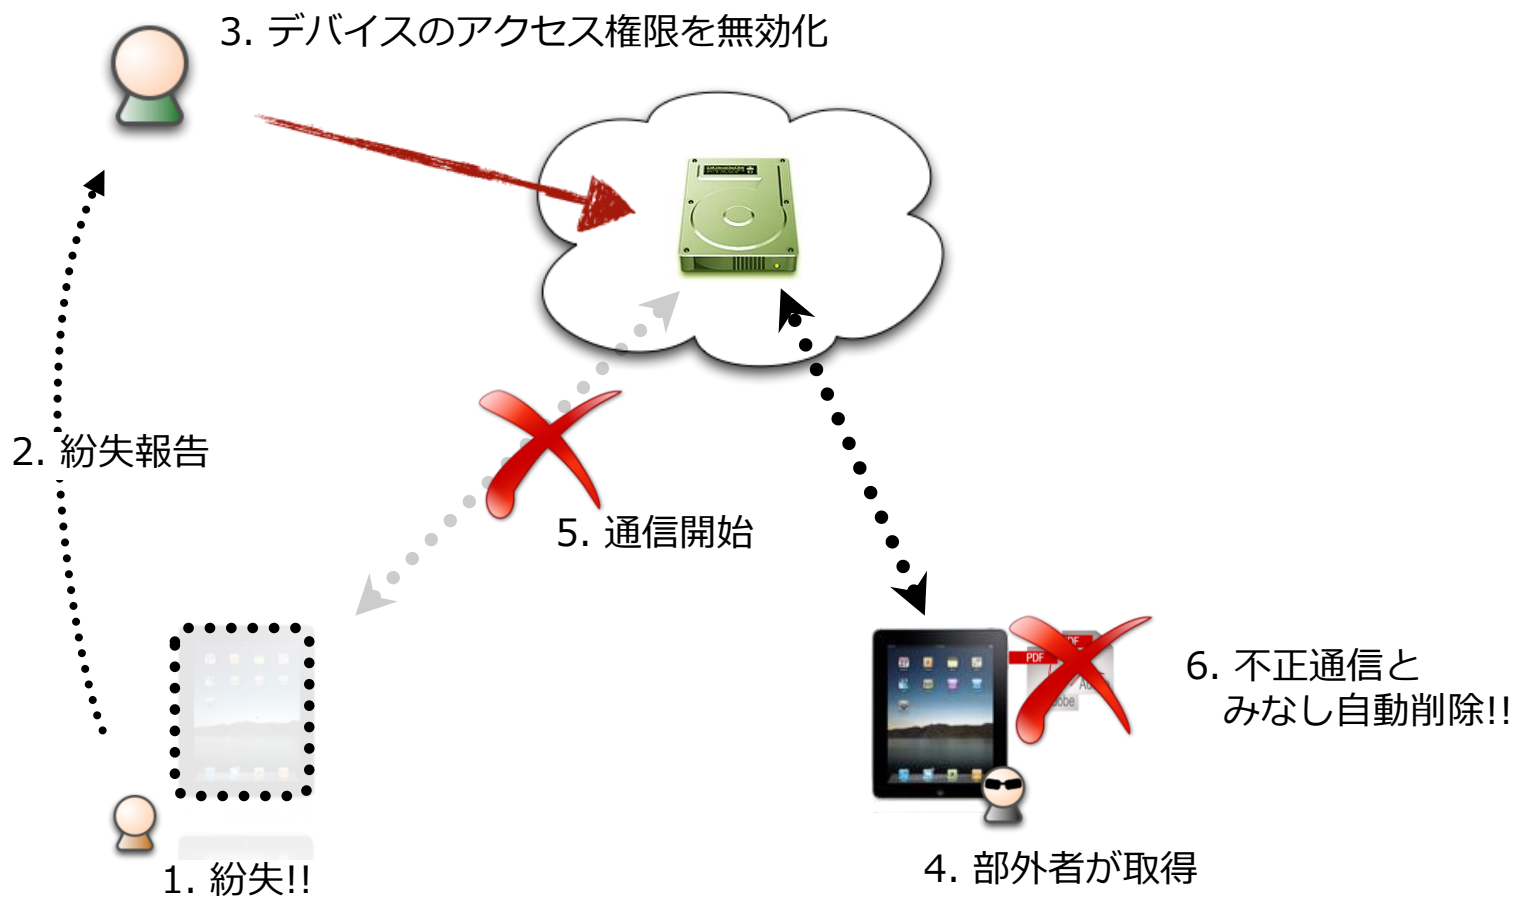 3. デバイスのアクセス権限を無効化
2. 紛失報告
5. 通信開始
PDF
PDF
6. 不正通信と
みなし自動削除!!
1. 紛失!!
4. 部外者が取得